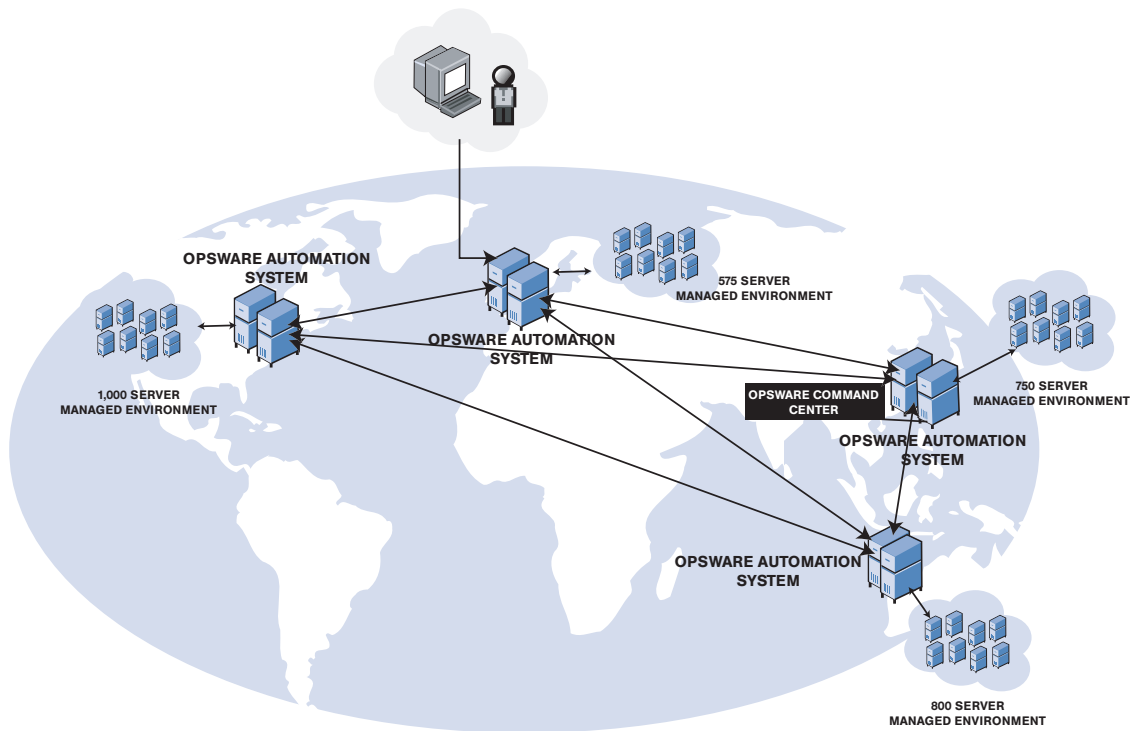 OPSWARE AUTOMATION
SYSTEM
575 SERVER
MANAGED ENVIRONMENT
OPSWARE AUTOMATION
SYSTEM
1,000 SERVER
MANAGED ENVIRONMENT
OPSWARE COMMAND
CENTER
750 SERVER
MANAGED ENVIRONMENT
OPSWARE AUTOMATION
SYSTEM
OPSWARE AUTOMATION
SYSTEM
800 SERVER
MANAGED ENVIRONMENT